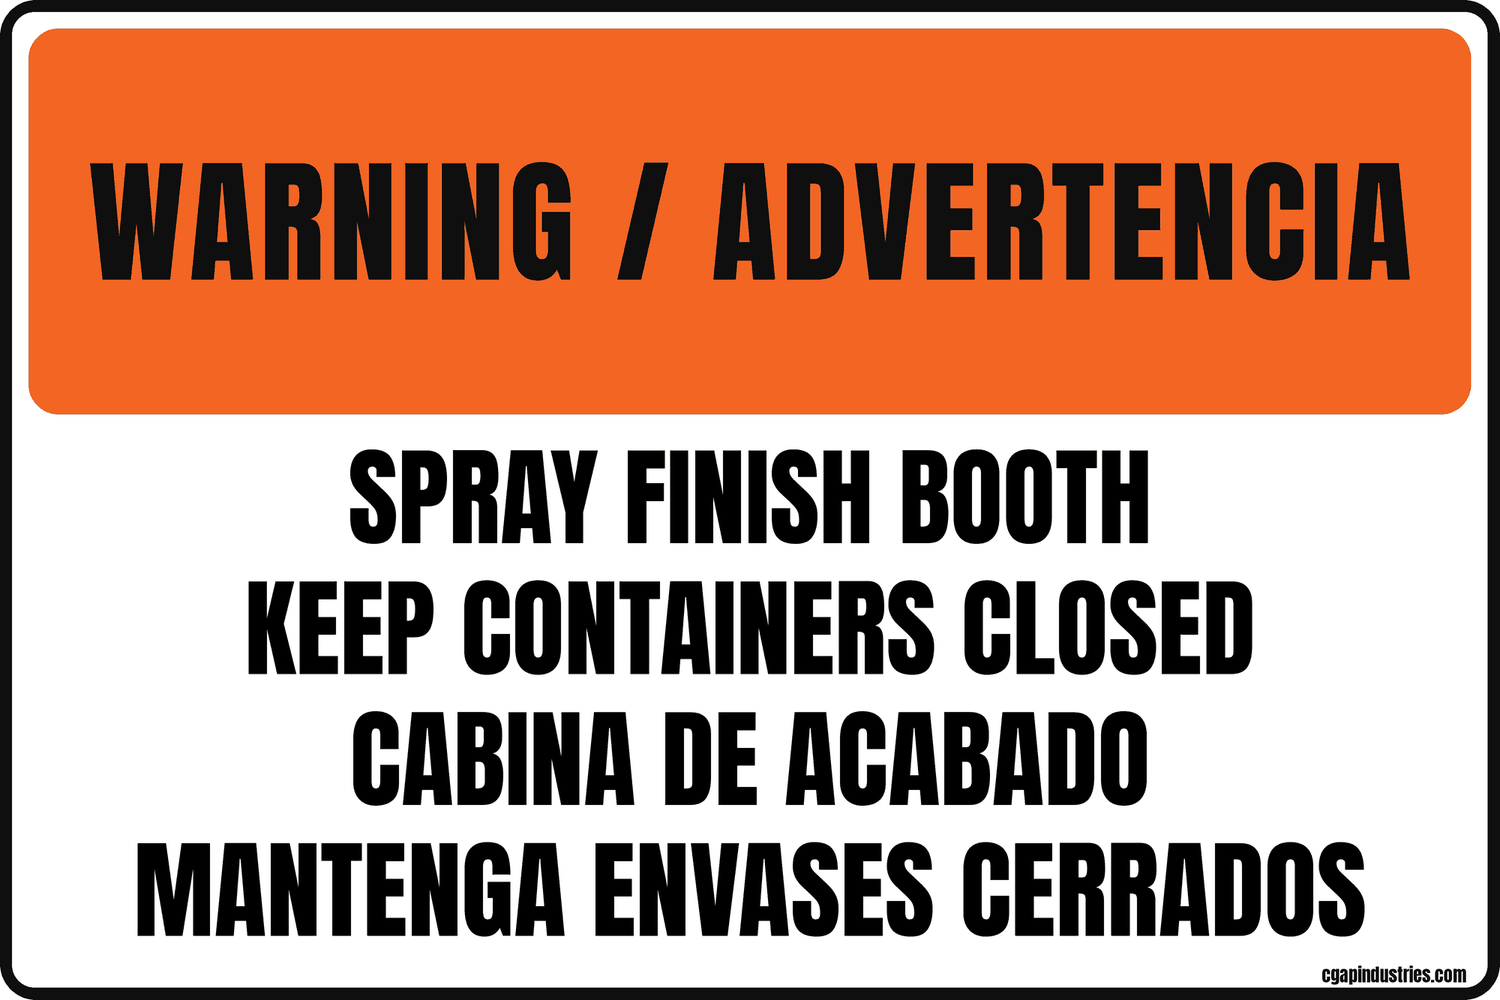 WARNING / ADVERTENCIA
SPRAY FINISH BOOTH
KEEP CONTAINERS CLOSED
CABINA DE ACABADO
MANTENGA ENVASES CERRADOS
cgapindustries.com